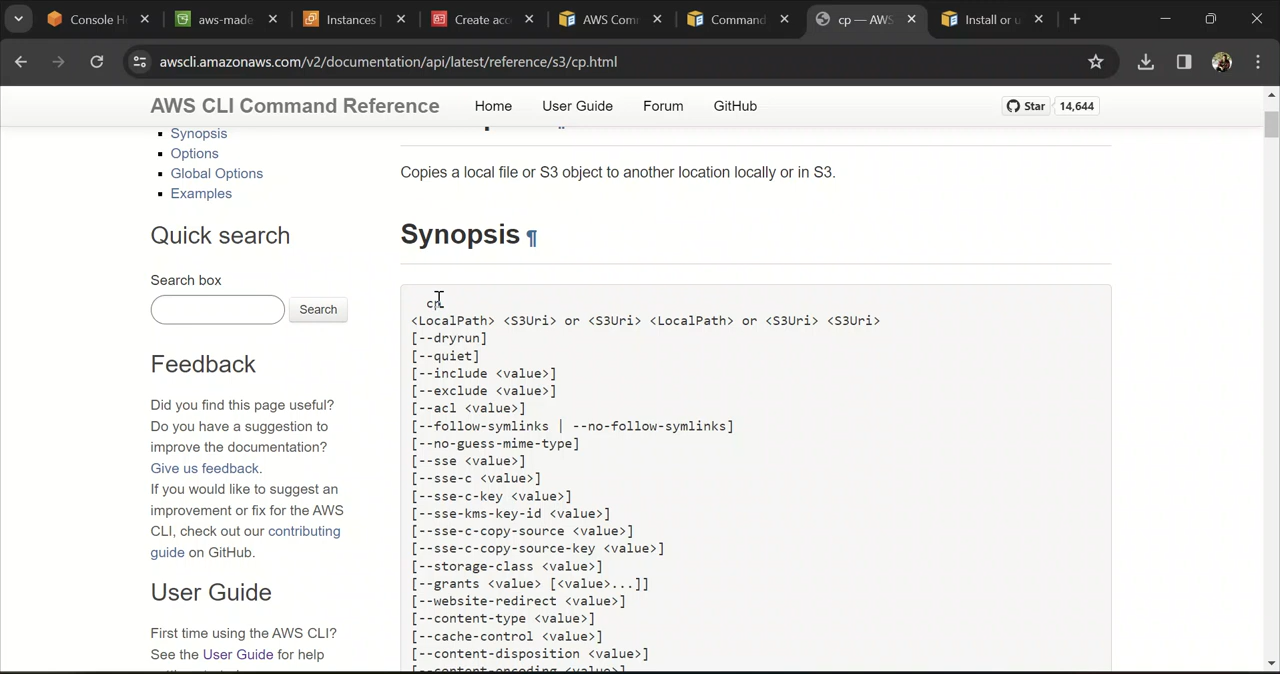 Console H
aws-made
Instances
Create acc
AWS Com
Command
cp — AWS
Install or u
awscli.amazonaws.com/v2/documentation/api/latest/reference/s3/cp.html
AWS CLI Command Reference
Home
User Guide
Forum
GitHub
Star
14,644
Synopsis
Options
Global Options
Examples
Quick search
Search box
Search
Feedback
Did you find this page useful?
Do you have a suggestion to
improve the documentation?
Give us feedback.
If you would like to suggest an
improvement or fix for the AWS
CLI, check out our contributing
guide on GitHub.
User Guide
First time using the AWS CLI?
See the User Guide for help
Copies a local file or S3 object to another location locally or in S3.
Synopsis ¶
cp
<LocalPath> <S3Uri> or <S3Uri> <LocalPath> or <S3Uri> <S3Uri>
[--dryrun]
[--quiet]
[--include <value>]
[--exclude <value>]
[--acl <value>]
[--follow-symlinks | --no-follow-symlinks]
[--no-guess-mime-type]
[--sse <value>]
[--sse-c <value>]
[--sse-c-key <value>]
[--sse-kms-key-id <value>]
[--sse-c-copy-source <value>]
[--sse-c-copy-source-key <value>]
[--storage-class <value>]
[--grants <value> [<value>...]]
[--website-redirect <value>]
[--content-type <value>]
[--cache-control <value>]
[--content-disposition <value>]
[--content-encoding <value>]